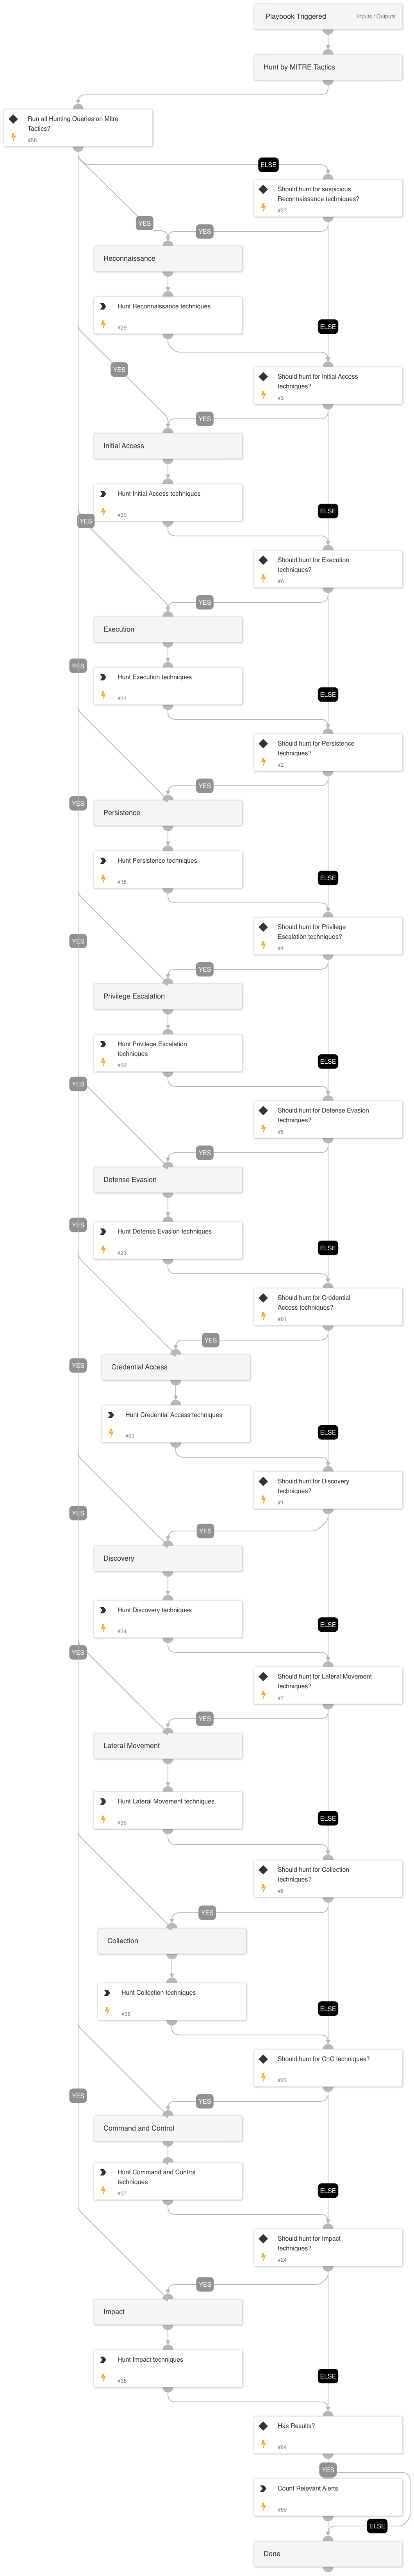 Playbook Triggered
Inputs / Outputs
Hunt by MITRE Tactics
Run all Hunting Queries on Mitre
Tactics?
#58
ELSE
Should hunt for suspicious
Reconnaissance techniques?
#27
YES
YES
Reconnaissance
Hunt Reconnaissance techniques
#29
ELSE
YES
Should hunt for Initial Access
techniques?
#3
YES
Initial Access
Hunt Initial Access techniques
#30
ELSE
YES
Should hunt for Execution
techniques?
#6
YES
Execution
YES
Hunt Execution techniques
#31
ELSE
Should hunt for Persistence
techniques?
#2
YES
YES
Persistence
Hunt Persistence techniques
#15
ELSE
Should hunt for Privilege
Escalation techniques?
#4
YES
YES
Privilege Escalation
Hunt Privilege Escalation
techniques
#32
ELSE
YES
Should hunt for Defense Evasion
techniques?
#5
YES
Defense Evasion
YES
Hunt Defense Evasion techniques
#33
ELSE
Should hunt for Credential
Access techniques?
#61
YES
YES
Credential Access
Hunt Credential Access techniques
#63
ELSE
Should hunt for Discovery
techniques?
#1
YES
YES
Discovery
Hunt Discovery techniques
#34
ELSE
YES
Should hunt for Lateral Movement
techniques?
#7
YES
Lateral Movement
Hunt Lateral Movement techniques
#35
ELSE
Should hunt for Collection
techniques?
#8
YES
Collection
Hunt Collection techniques
#36
ELSE
Should hunt for CnC techniques?
#23
YES
YES
Command and Control
Hunt Command and Control
techniques
#37
ELSE
Should hunt for Impact
techniques?
#24
YES
Impact
Hunt Impact techniques
#38
ELSE
Has Results?
#64
YES
Count Relevant Alerts
#59
ELSE
Done